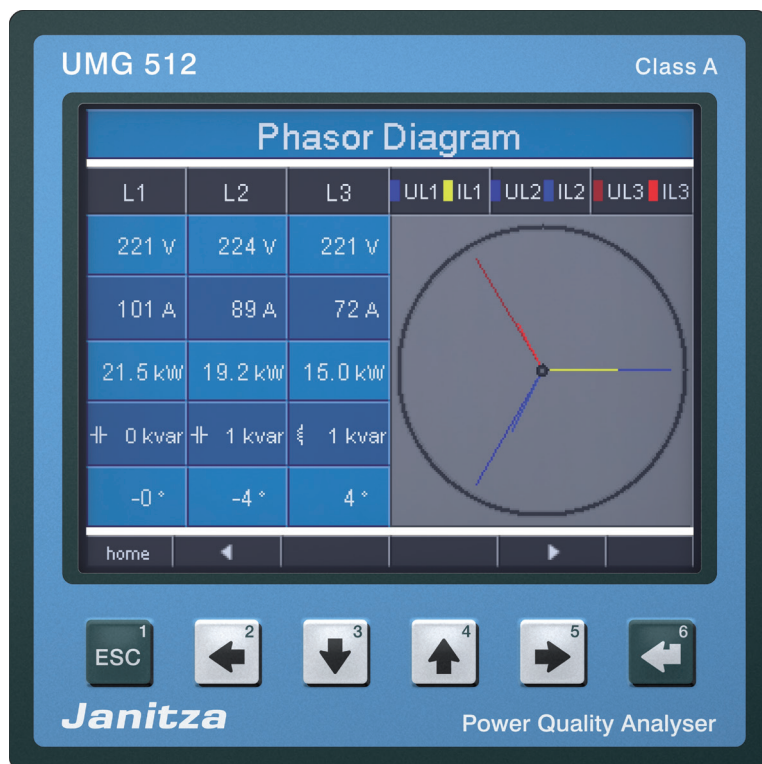 UMG 512
Class A
Phasor Diagram
L1 L2 L3 UL1 IL1 UL2 IL2 UL3 IL3
221 V 224 V 221 V
101 A 89 A 72 A
21.5 kW 19.2 kW 15.0 kW
0 kvar 1 kvar 1 kvar
-0 ° -4 ° 4 °
home
1 2 3 4 5 6
ESC
Janitza
Power Quality Analyser